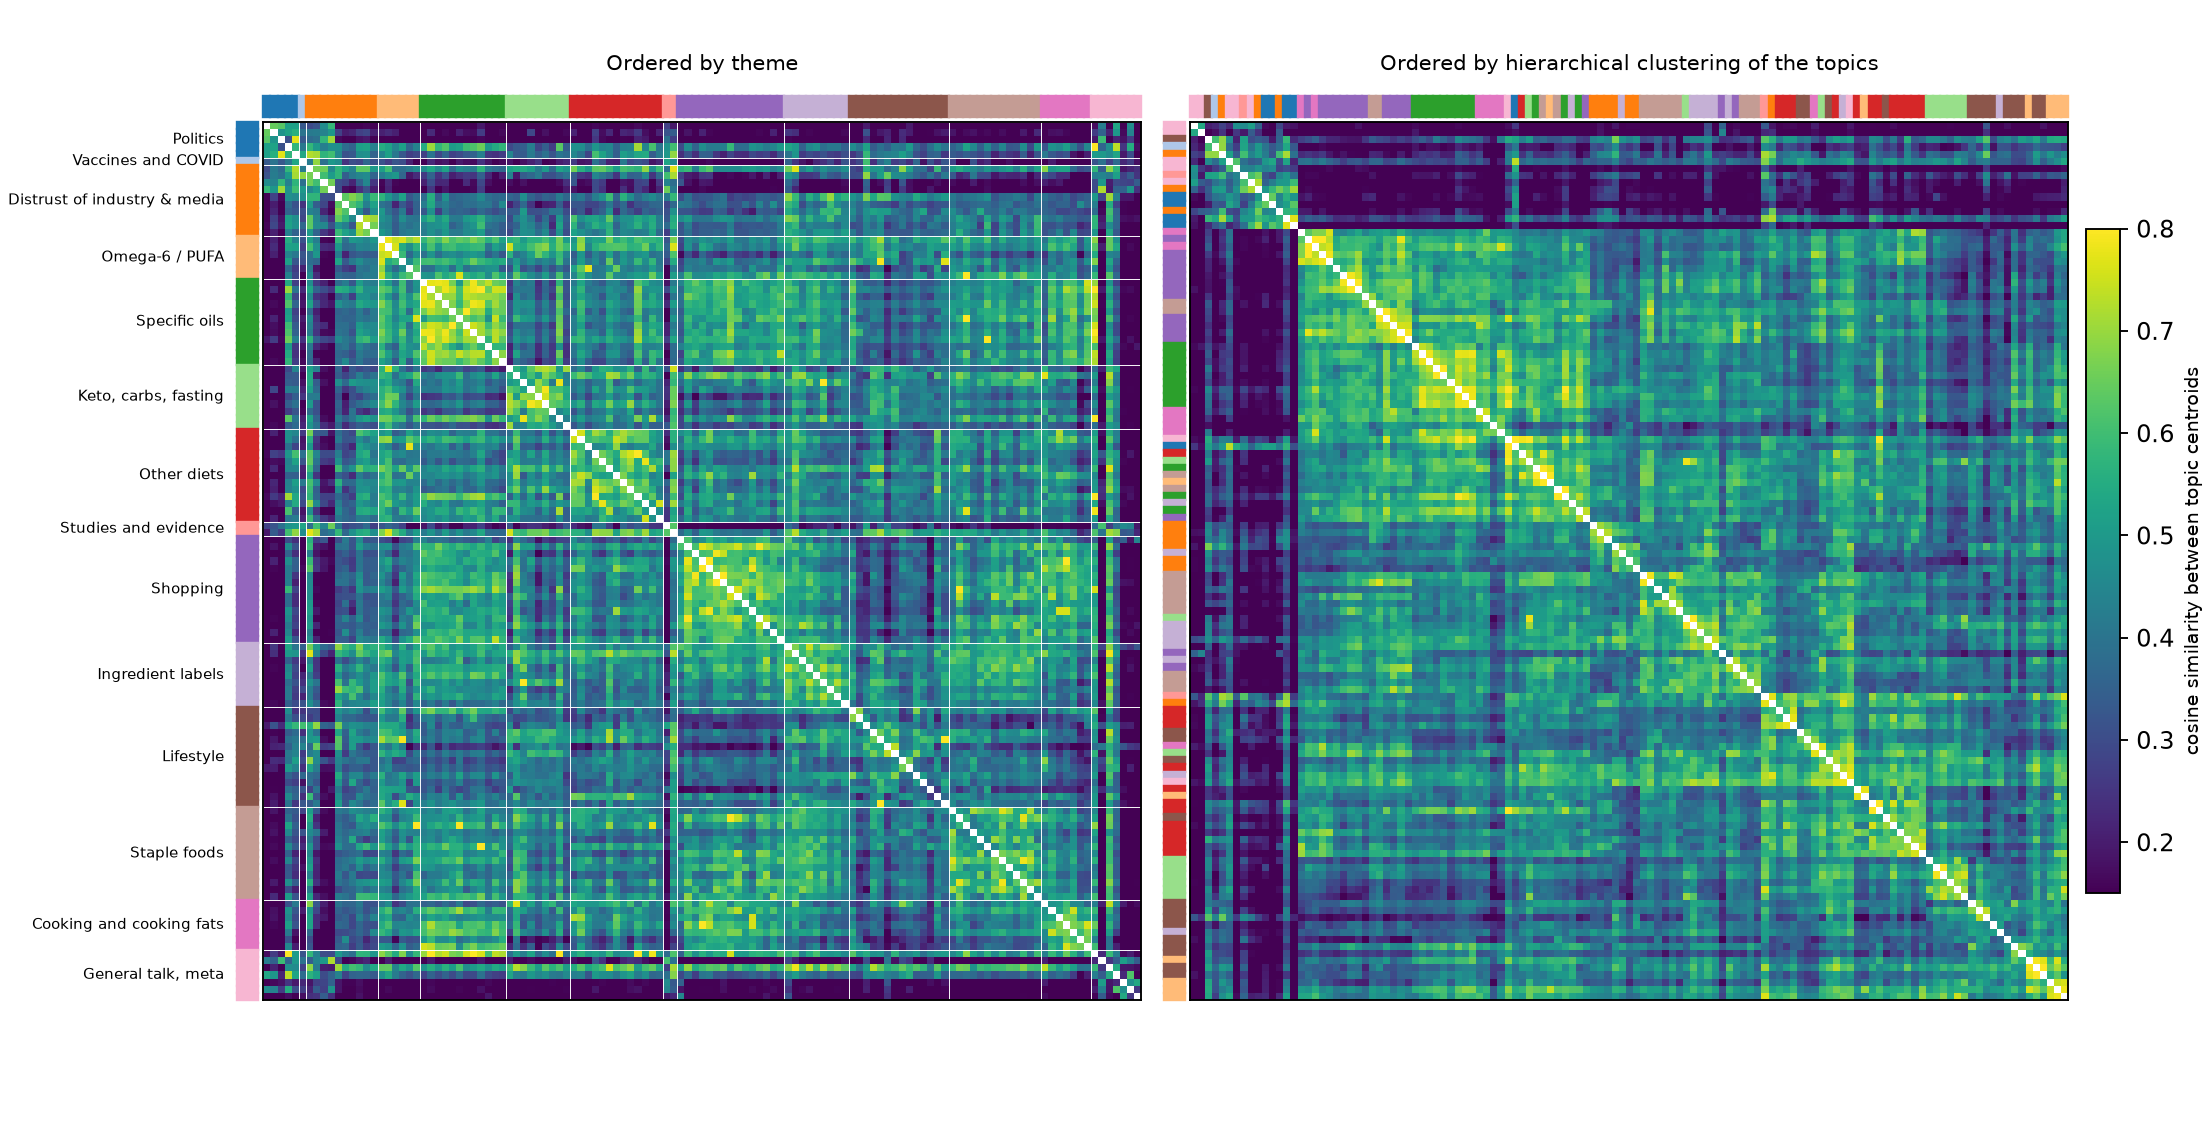 Ordered by theme
Ordered by hierarchical clustering of the topics
Politics
Vaccines and COVID
Distrust of industry & media
Omega-6 / PUFA
Specific oils
Keto, carbs, fasting
Other diets
Studies and evidence
Shopping
Ingredient labels
Lifestyle
Staple foods
Cooking and cooking fats
General talk, meta
0.8
0.7
0.6
0.5
0.4
0.3
0.2
cosine similarity between topic centroids